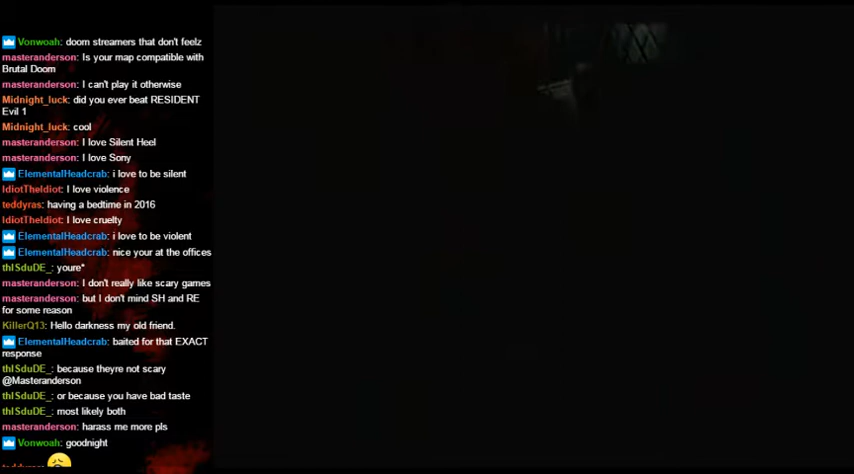 Vonwoah: doom streamers that don't feelz
masteranderson: Is your map compatible with
Brutal Doom
masteranderson: I can't play it otherwise
Midnight_luck: did you ever beat RESIDENT
Evil 1
Midnight_luck: cool
masteranderson: I love Silent Heel
masteranderson: I love Sony
ElementalHeadcrab: i love to be silent
IdiotTheIdiot: I love violence
teddyras: having a bedtime in 2016
IdiotTheIdiot: I love cruelty
ElementalHeadcrab: i love to be violent
ElementalHeadcrab: nice your at the offices
thISduDE_: youre*
masteranderson: I don't really like scary games
masteranderson: but I don't mind SH and RE
for some reason
KillerQ13: Hello darkness my old friend.
ElementalHeadcrab: baited for that EXACT
response
thISduDE_: because theyre not scary
@Masteranderson
thISduDE_: or because you have bad taste
thISduDE_: most likely both
masteranderson: harass me more pls
Vonwoah: goodnight